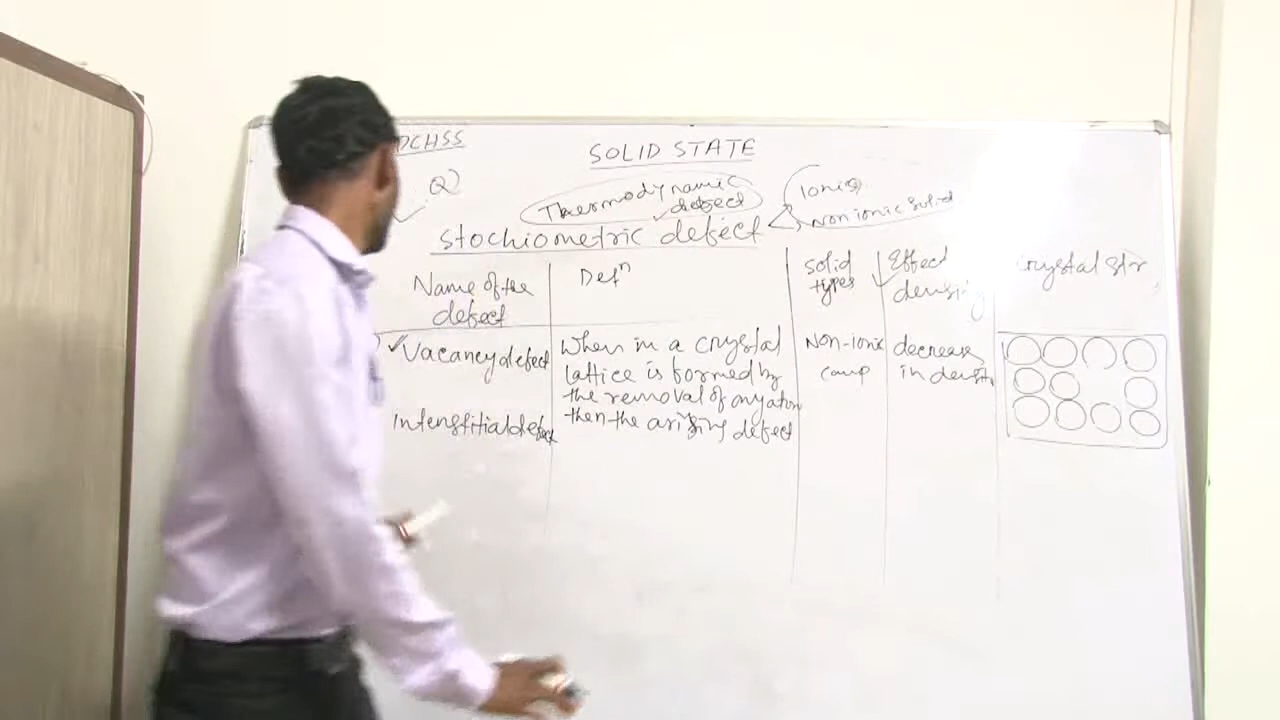 DCHSS
SOLID STATE
Q)
Thermodynamic
defect
Ionic
Non ionic solid
Stochiometric defect
Name of the
defect
Defⁿ
Solid
types
Effect
density
Crystal str
Vacancy defect
When in a crystal
lattice is formed by
the removal of any atom
then the arising defect
Non-Ionic
comp
decrease
in density
Intenstitial defect